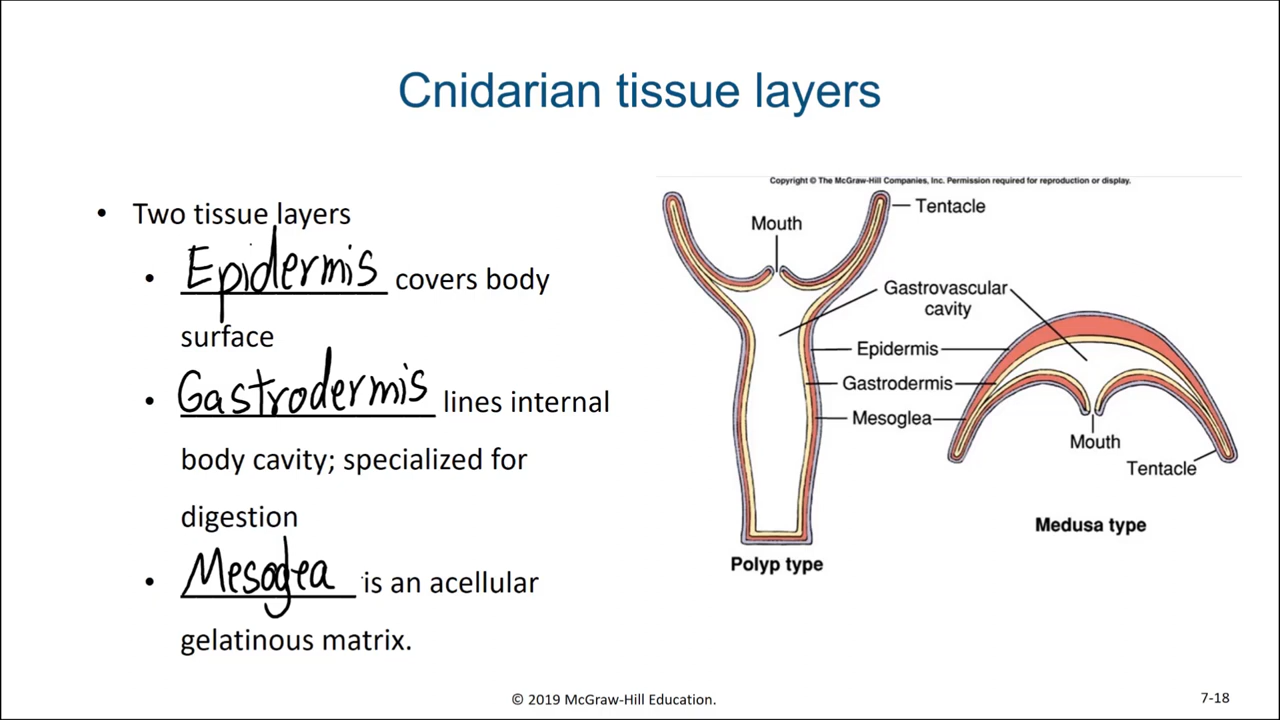 Cnidarian tissue layers
Copyright © The McGraw-Hill Companies, Inc. Permission required for reproduction or display.
• Two tissue layers
• Epidermis covers body
surface
• Gastrodermis lines internal
body cavity; specialized for
digestion
• Mesoglea is an acellular
gelatinous matrix.
Tentacle
Mouth
Gastrovascular
cavity
Epidermis
Gastrodermis
Mesoglea
Mouth
Tentacle
Medusa type
Polyp type
© 2019 McGraw-Hill Education.
7-18